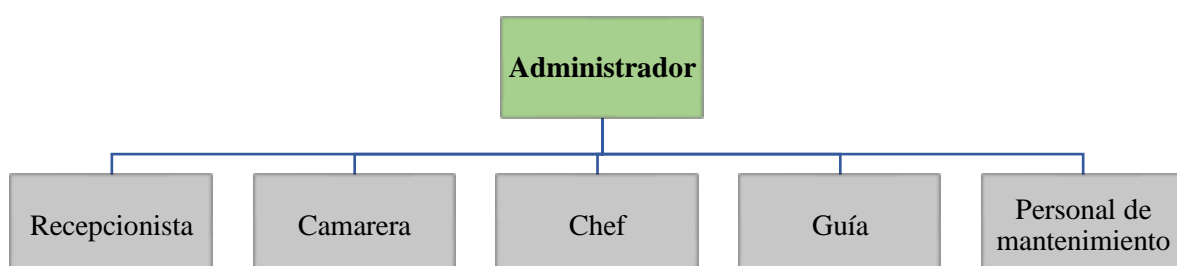 Administrador
Recepcionista
Camarera
Chef
Guía
Personal de
mantenimiento